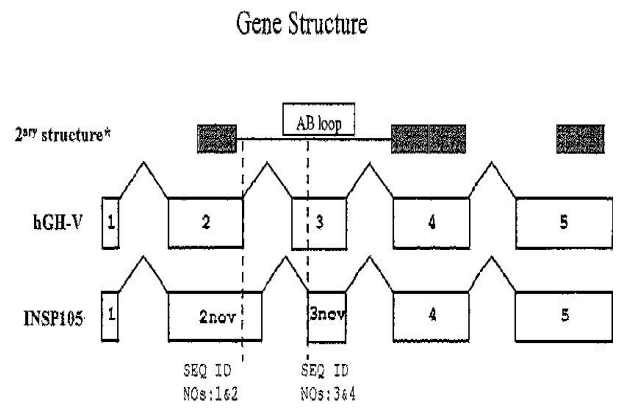 Gene Structure
AB loop
2ary structure*
hGH-V
1 2 3 4 5
INSP105
1 2nov 3nov 4 5
SEQ ID SEQ ID
NOs:1&2 NOs:3&4